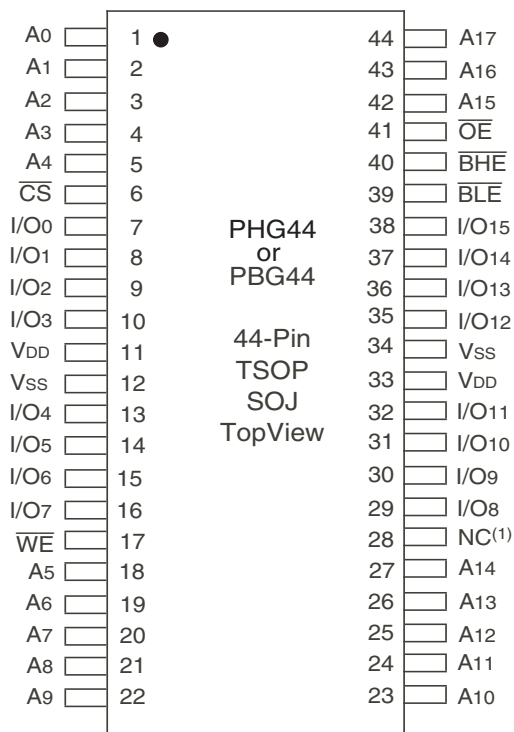 A0 1 44 A17
A1 2 43 A16
A2 3 42 A15
A3 4 41 OE
A4 5 40 BHE
CS 6 39 BLE
I/O0 7 38 I/O15
I/O1 8 37 I/O14
I/O2 9 36 I/O13
I/O3 10 35 I/O12
VDD 11 34 VSS
VSS 12 33 VDD
I/O4 13 32 I/O11
I/O5 14 31 I/O10
I/O6 15 30 I/O9
I/O7 16 29 I/O8
WE 17 28 NC(1)
A5 18 27 A14
A6 19 26 A13
A7 20 25 A12
A8 21 24 A11
A9 22 23 A10
PHG44
or
PBG44
44-Pin
TSOP
SOJ
TopView